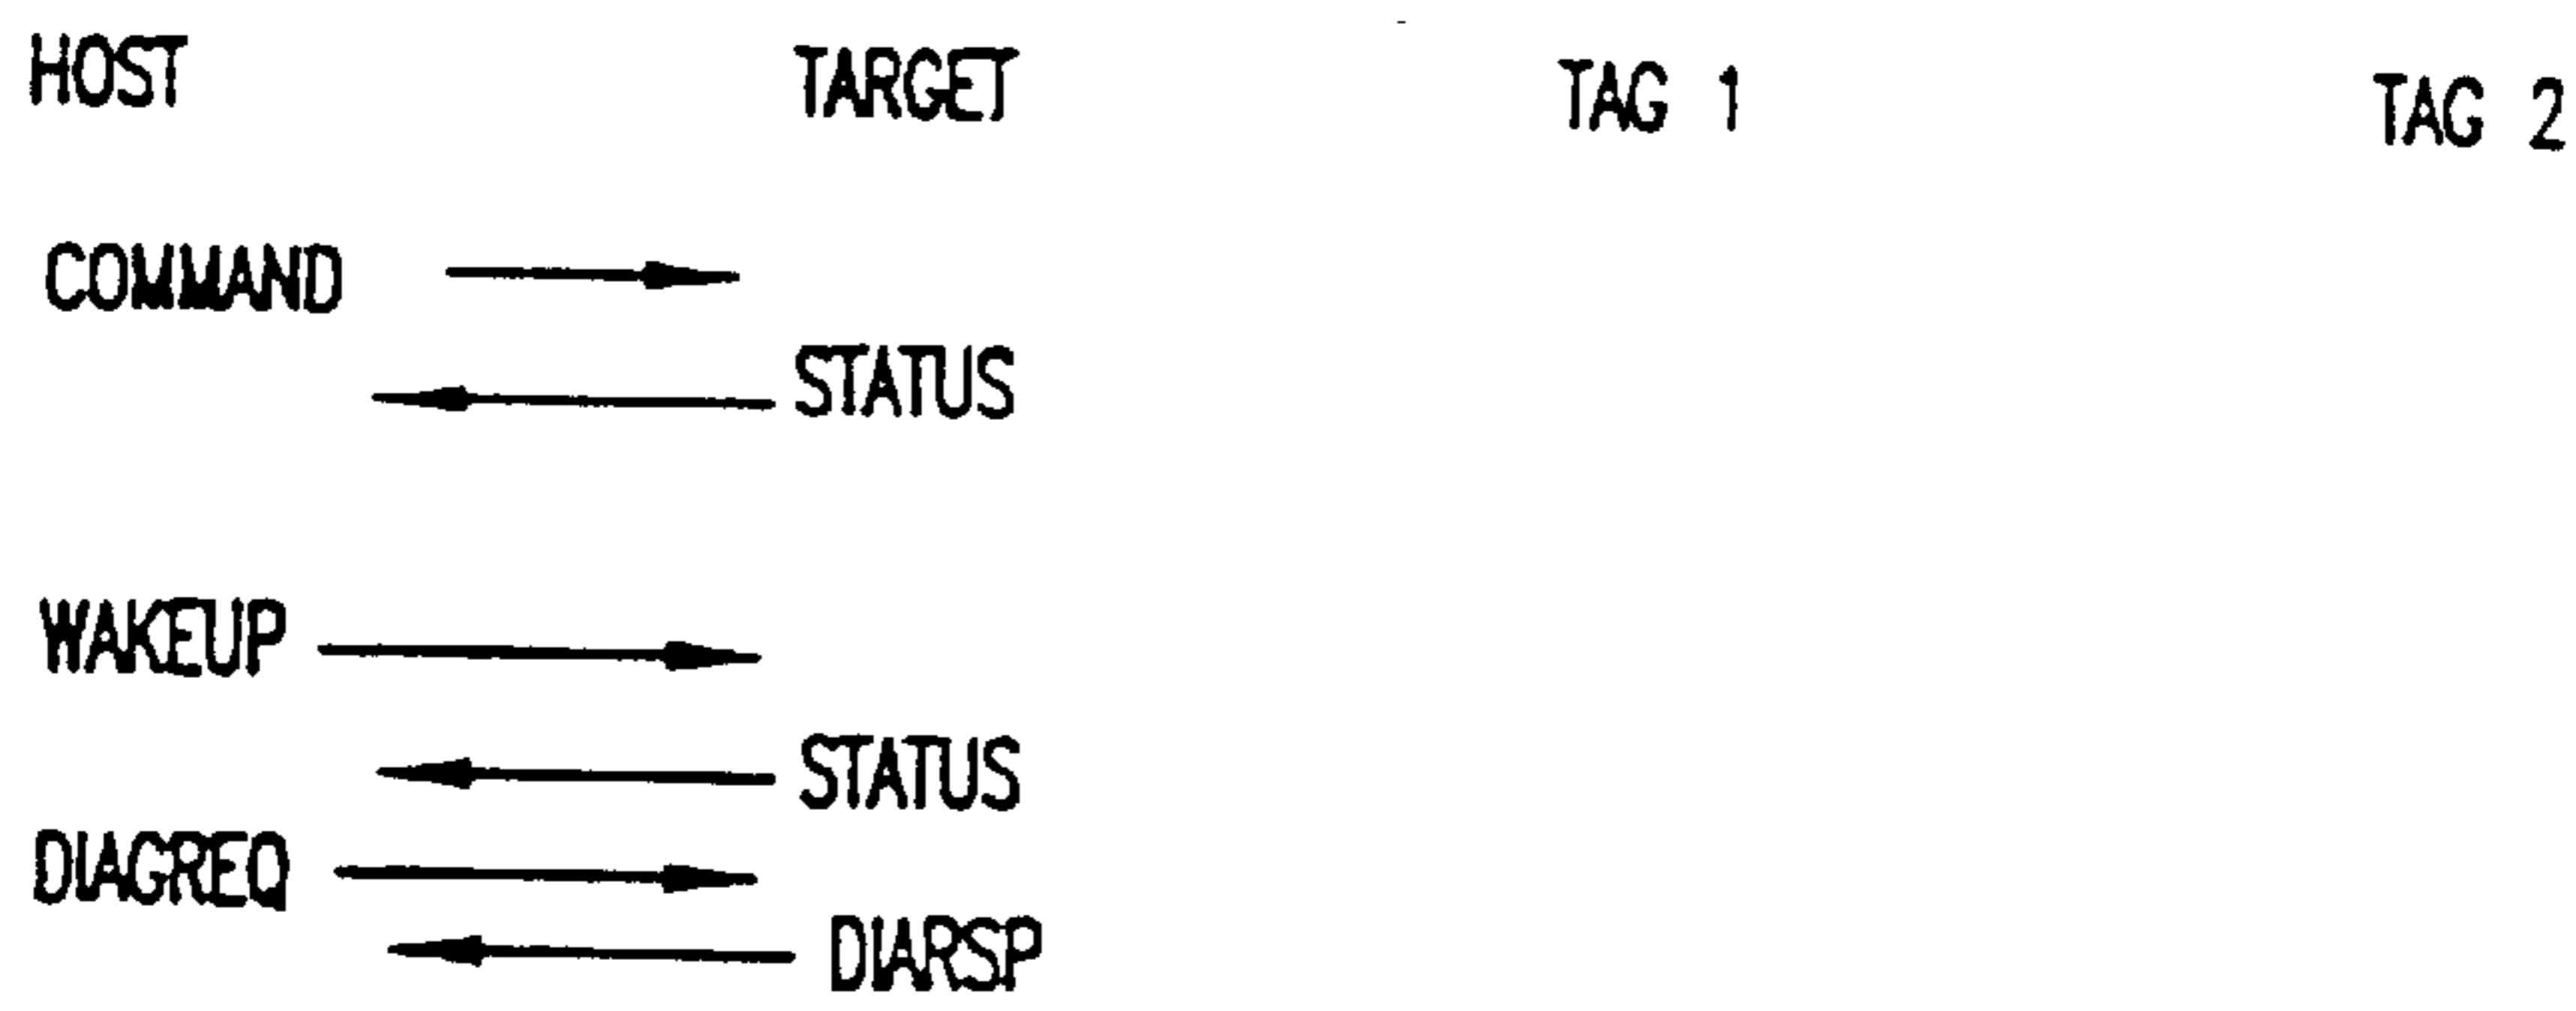 HOST TARGET TAG 1 TAG 2
COMMAND
STATUS
WAKEUP
STATUS
DIAGREQ
DIARSP